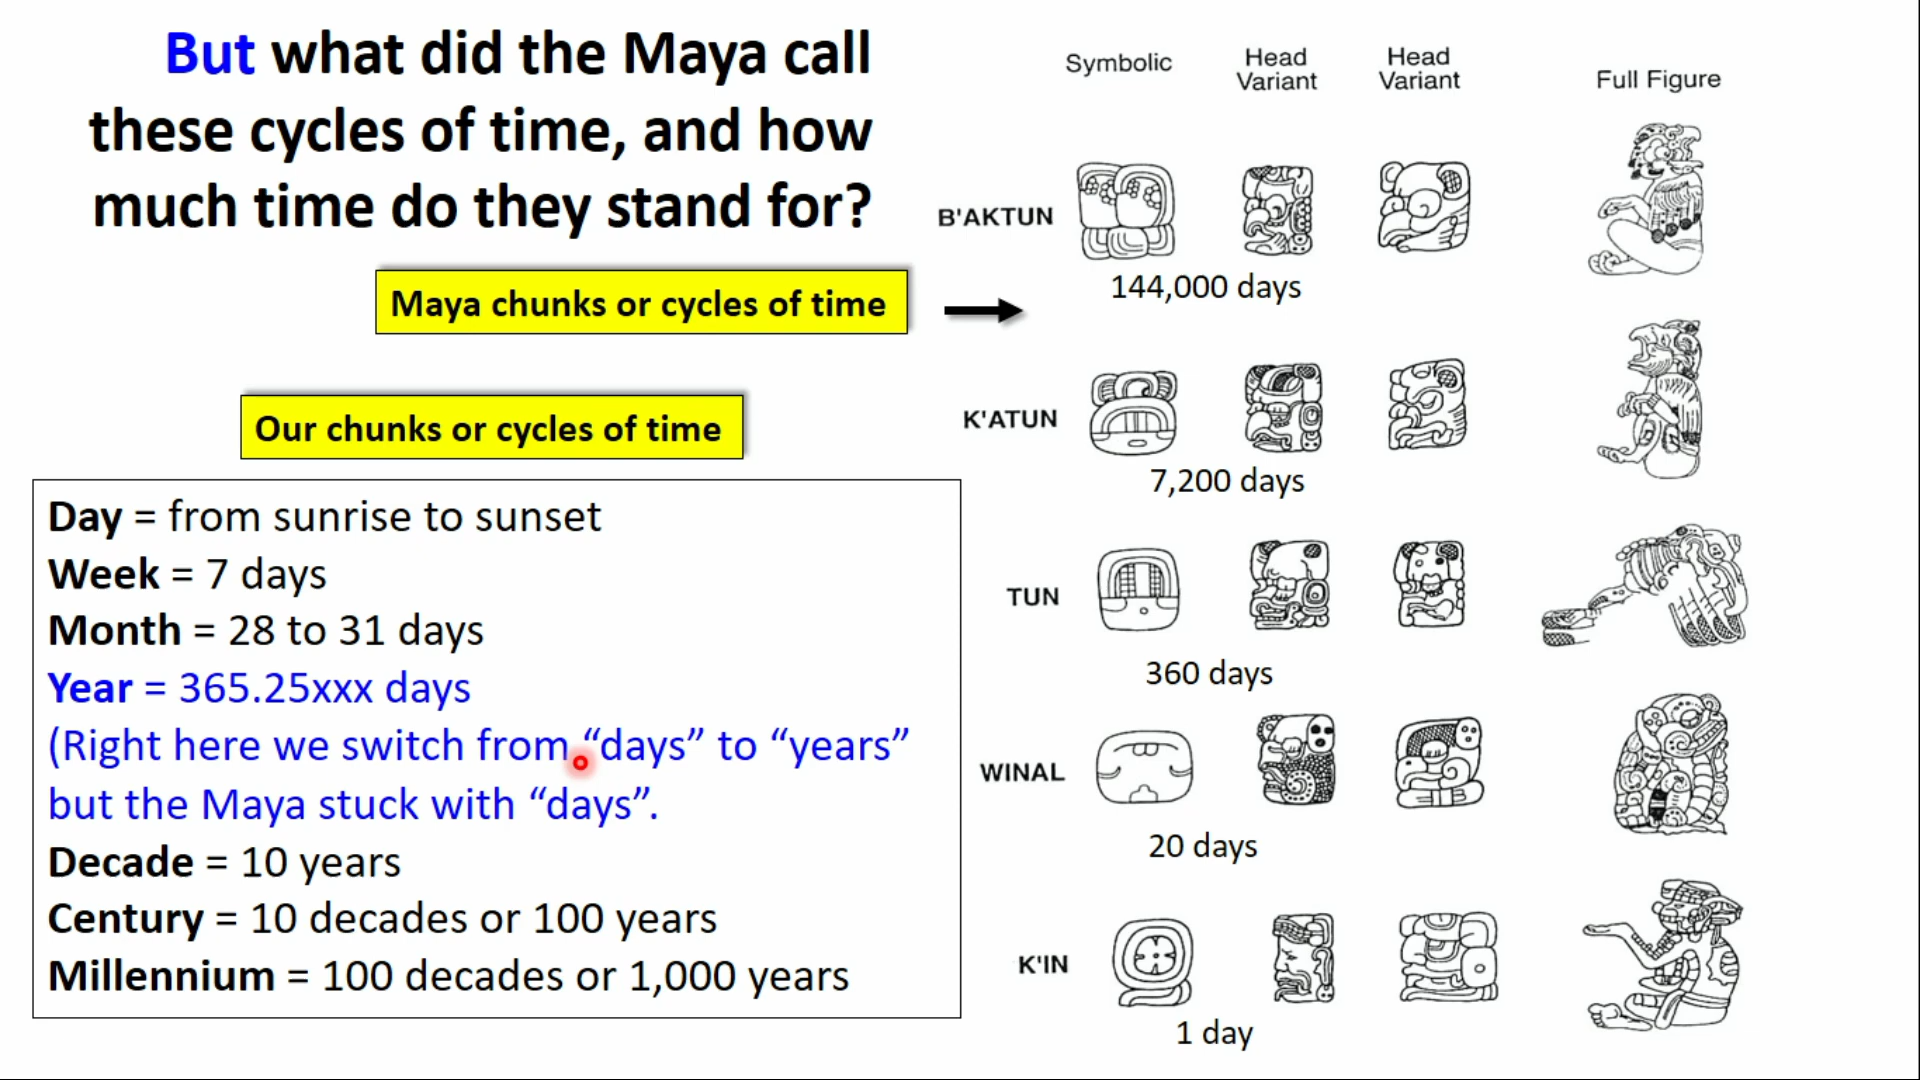 But what did the Maya call
these cycles of time, and how
much time do they stand for?
Maya chunks or cycles of time
Our chunks or cycles of time
Day = from sunrise to sunset
Week = 7 days
Month = 28 to 31 days
Year = 365.25xxx days
(Right here we switch from “days” to “years”
but the Maya stuck with “days”.
Decade = 10 years
Century = 10 decades or 100 years
Millennium = 100 decades or 1,000 years
Symbolic
Head
Variant
Head
Variant
Full Figure
B'AKTUN
144,000 days
K'ATUN
7,200 days
TUN
360 days
WINAL
20 days
K'IN
1 day